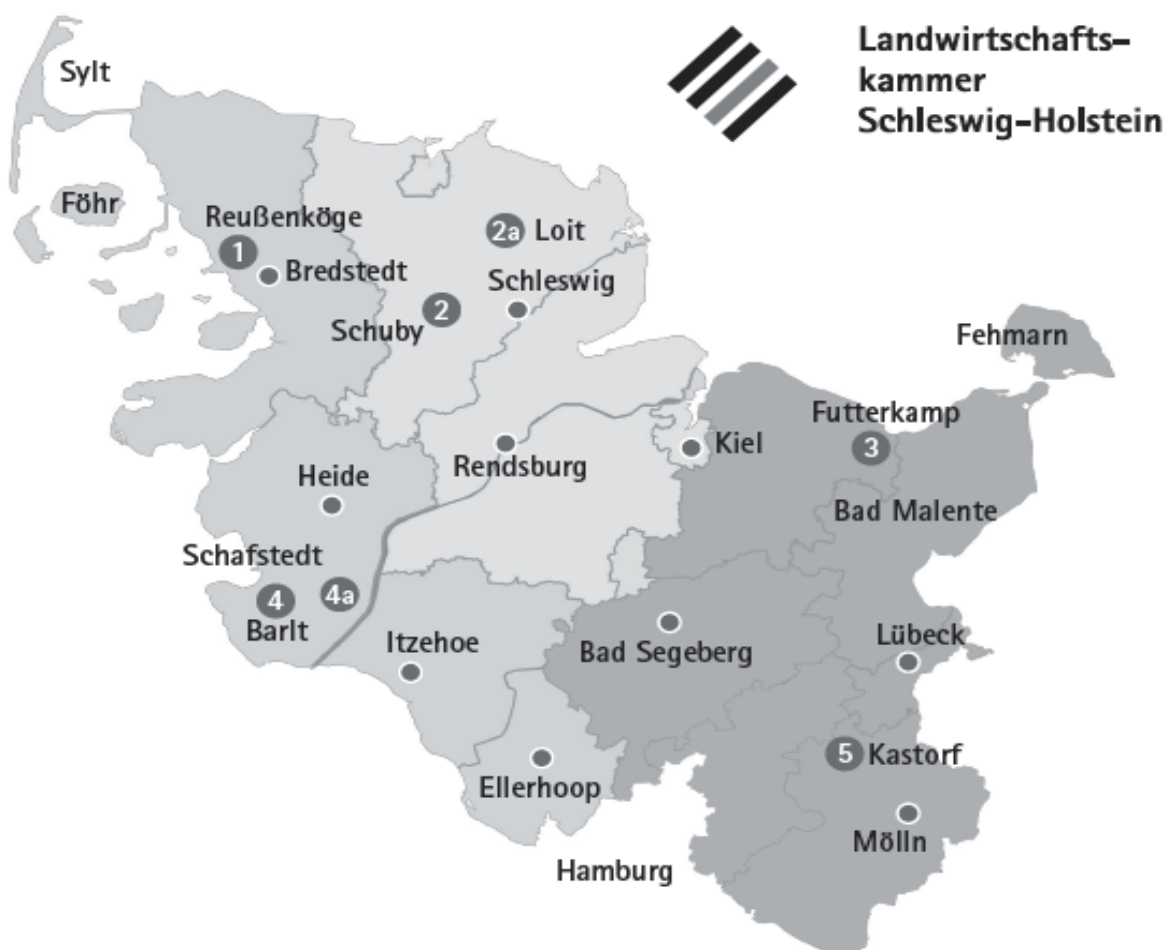 Landwirtschafts-
kammer
Schleswig-Holstein
Sylt
Föhr
Reußenköge
1
Bredstedt
2a Loit
Schleswig
2
Schuby
Fehmarn
Futterkamp
3
Kiel
Rendsburg
Heide
Bad Malente
Schafstedt
4 4a
Barlt
Itzehoe
Bad Segeberg
Lübeck
5 Kastorf
Ellerhoop
Mölln
Hamburg